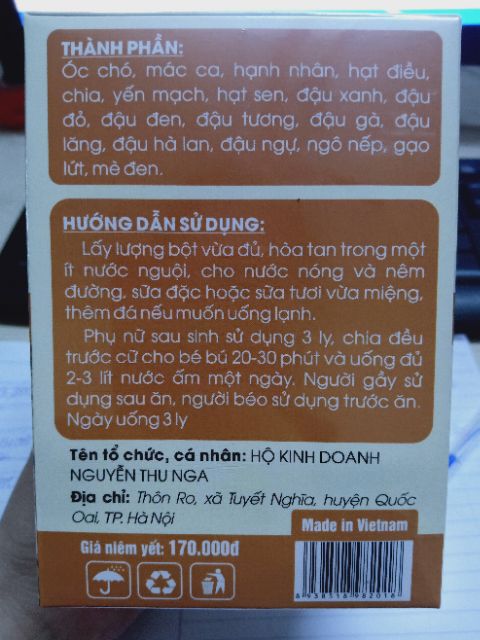 THÀNH PHẦN:
Óc chó, mác ca, hạnh nhân, hạt điều,
chia, yến mạch, hạt sen, đậu xanh, đậu
đỏ, đậu đen, đậu tương, đậu gà, đậu
lăng, đậu hà lan, đậu ngự, ngô nếp, gạo
lứt, mè đen.
HƯỚNG DẪN SỬ DỤNG:
Lấy lượng bột vừa đủ, hòa tan trong một
ít nước nguội, cho nước nóng và nêm
đường, sữa đặc hoặc sữa tươi vừa miệng,
thêm đá nếu muốn uống lạnh.
Phụ nữ sau sinh sử dụng 3 ly, chia đều
trước cữ cho bé bú 20-30 phút và uống đủ
2-3 lít nước ấm một ngày. Người gầy sử
dụng sau ăn, người béo sử dụng trước ăn.
Ngày uống 3 ly
Tên tổ chức, cá nhân: HỘ KINH DOANH
NGUYỄN THU NGA
Địa chỉ: Thôn Ro, xã Tuyết Nghĩa, huyện Quốc
Oai, TP. Hà Nội
Made in Vietnam
Giá niêm yết: 170.000đ
6 938516 982016